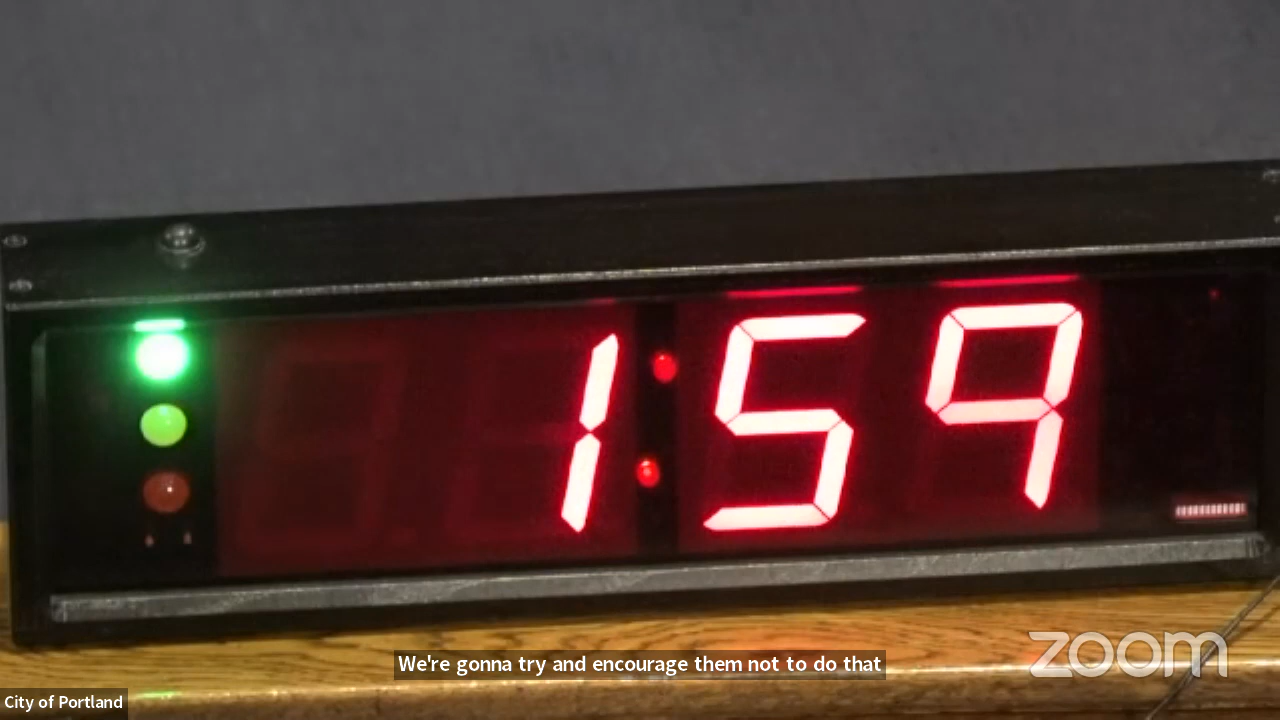 1:59
zoom
We're gonna try and encourage them not to do that
City of Portland